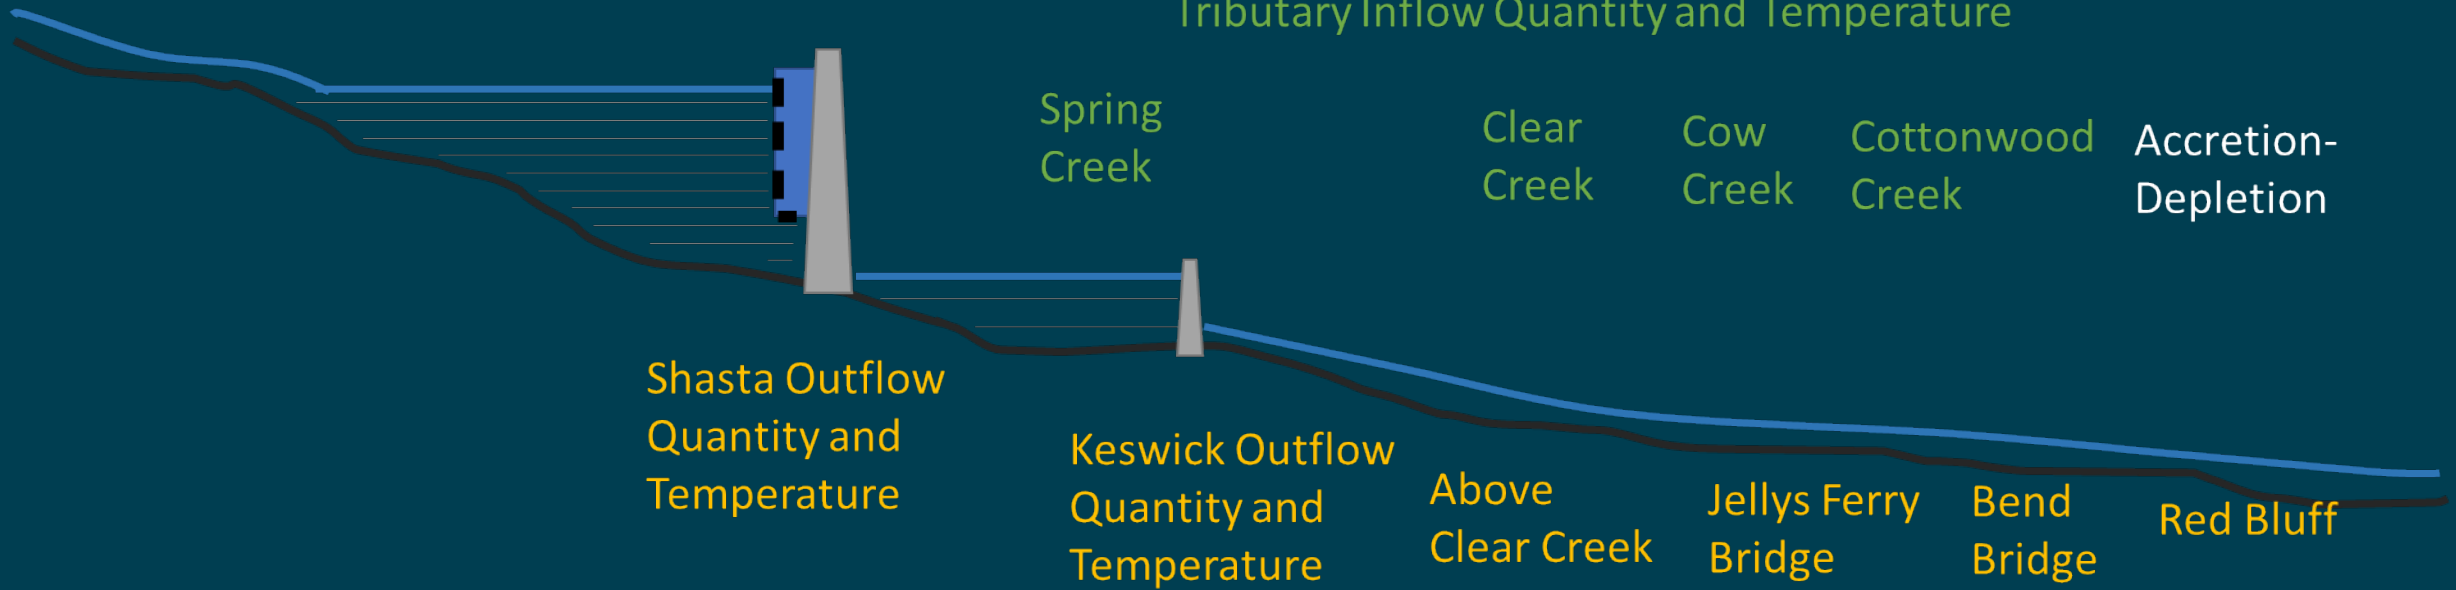 Tributary Inflow Quantity and Temperature
Spring
Creek
Clear
Creek
Cow
Creek
Cottonwood
Creek
Accretion-
Depletion
Shasta Outflow
Quantity and
Temperature
Keswick Outflow
Quantity and
Temperature
Above
Clear Creek
Jellys Ferry
Bridge
Bend
Bridge
Red Bluff